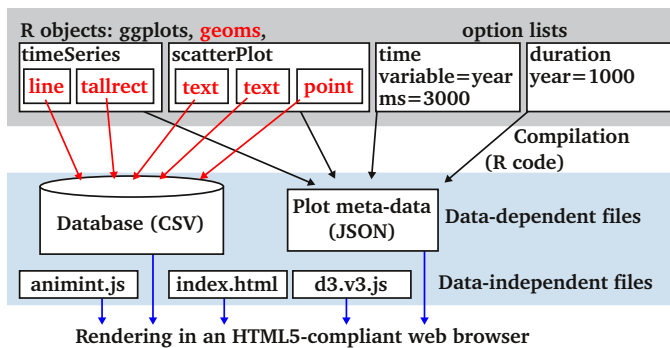 R objects: ggplots, geoms, option lists
timeSeries
line tallrect
scatterPlot
text text point
time
variable=year
ms=3000
duration
year=1000
Compilation
(R code)
Database (CSV)
Plot meta-data
(JSON)
Data-dependent files
animint.js index.html d3.v3.js Data-independent files
Rendering in an HTML5-compliant web browser